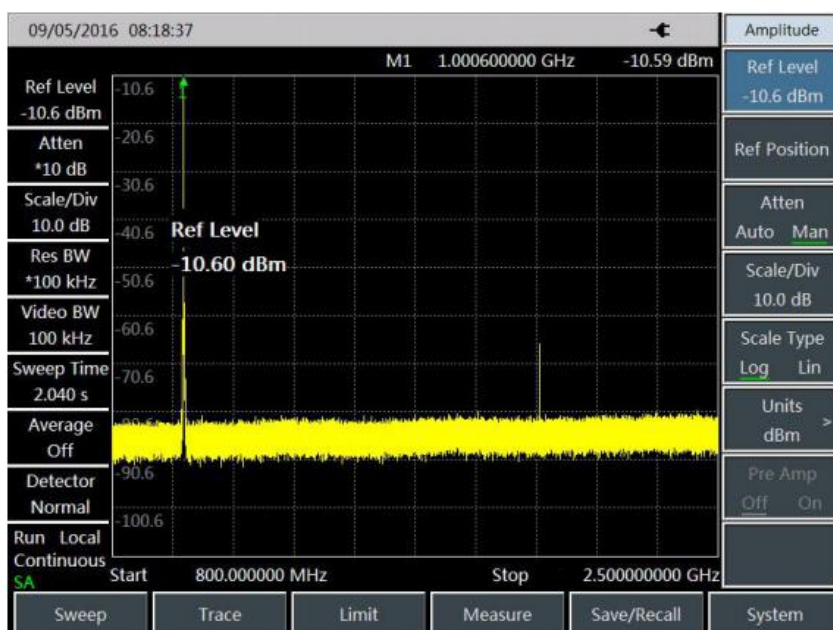 09/05/2016 08:18:37
Amplitude
M1 1.000600000 GHz -10.59 dBm
Ref Level
-10.6 dBm
Atten
*10 dB
Scale/Div
10.0 dB
Res BW
*100 kHz
Video BW
100 kHz
Sweep Time
2.040 s
Average
Off
Detector
Normal
Run Local
Continuous
SA
-10.6
-20.6
-30.6
-40.6
-50.6
-60.6
-70.6
-90.6
-100.6
1
Ref Level
-10.60 dBm
Start 800.000000 MHz Stop 2.500000000 GHz
Ref Level
-10.6 dBm
Ref Position
Atten
Auto Man
Scale/Div
10.0 dB
Scale Type
Log Lin
Units
dBm >
Pre Amp
Off On
Sweep Trace Limit Measure Save/Recall System